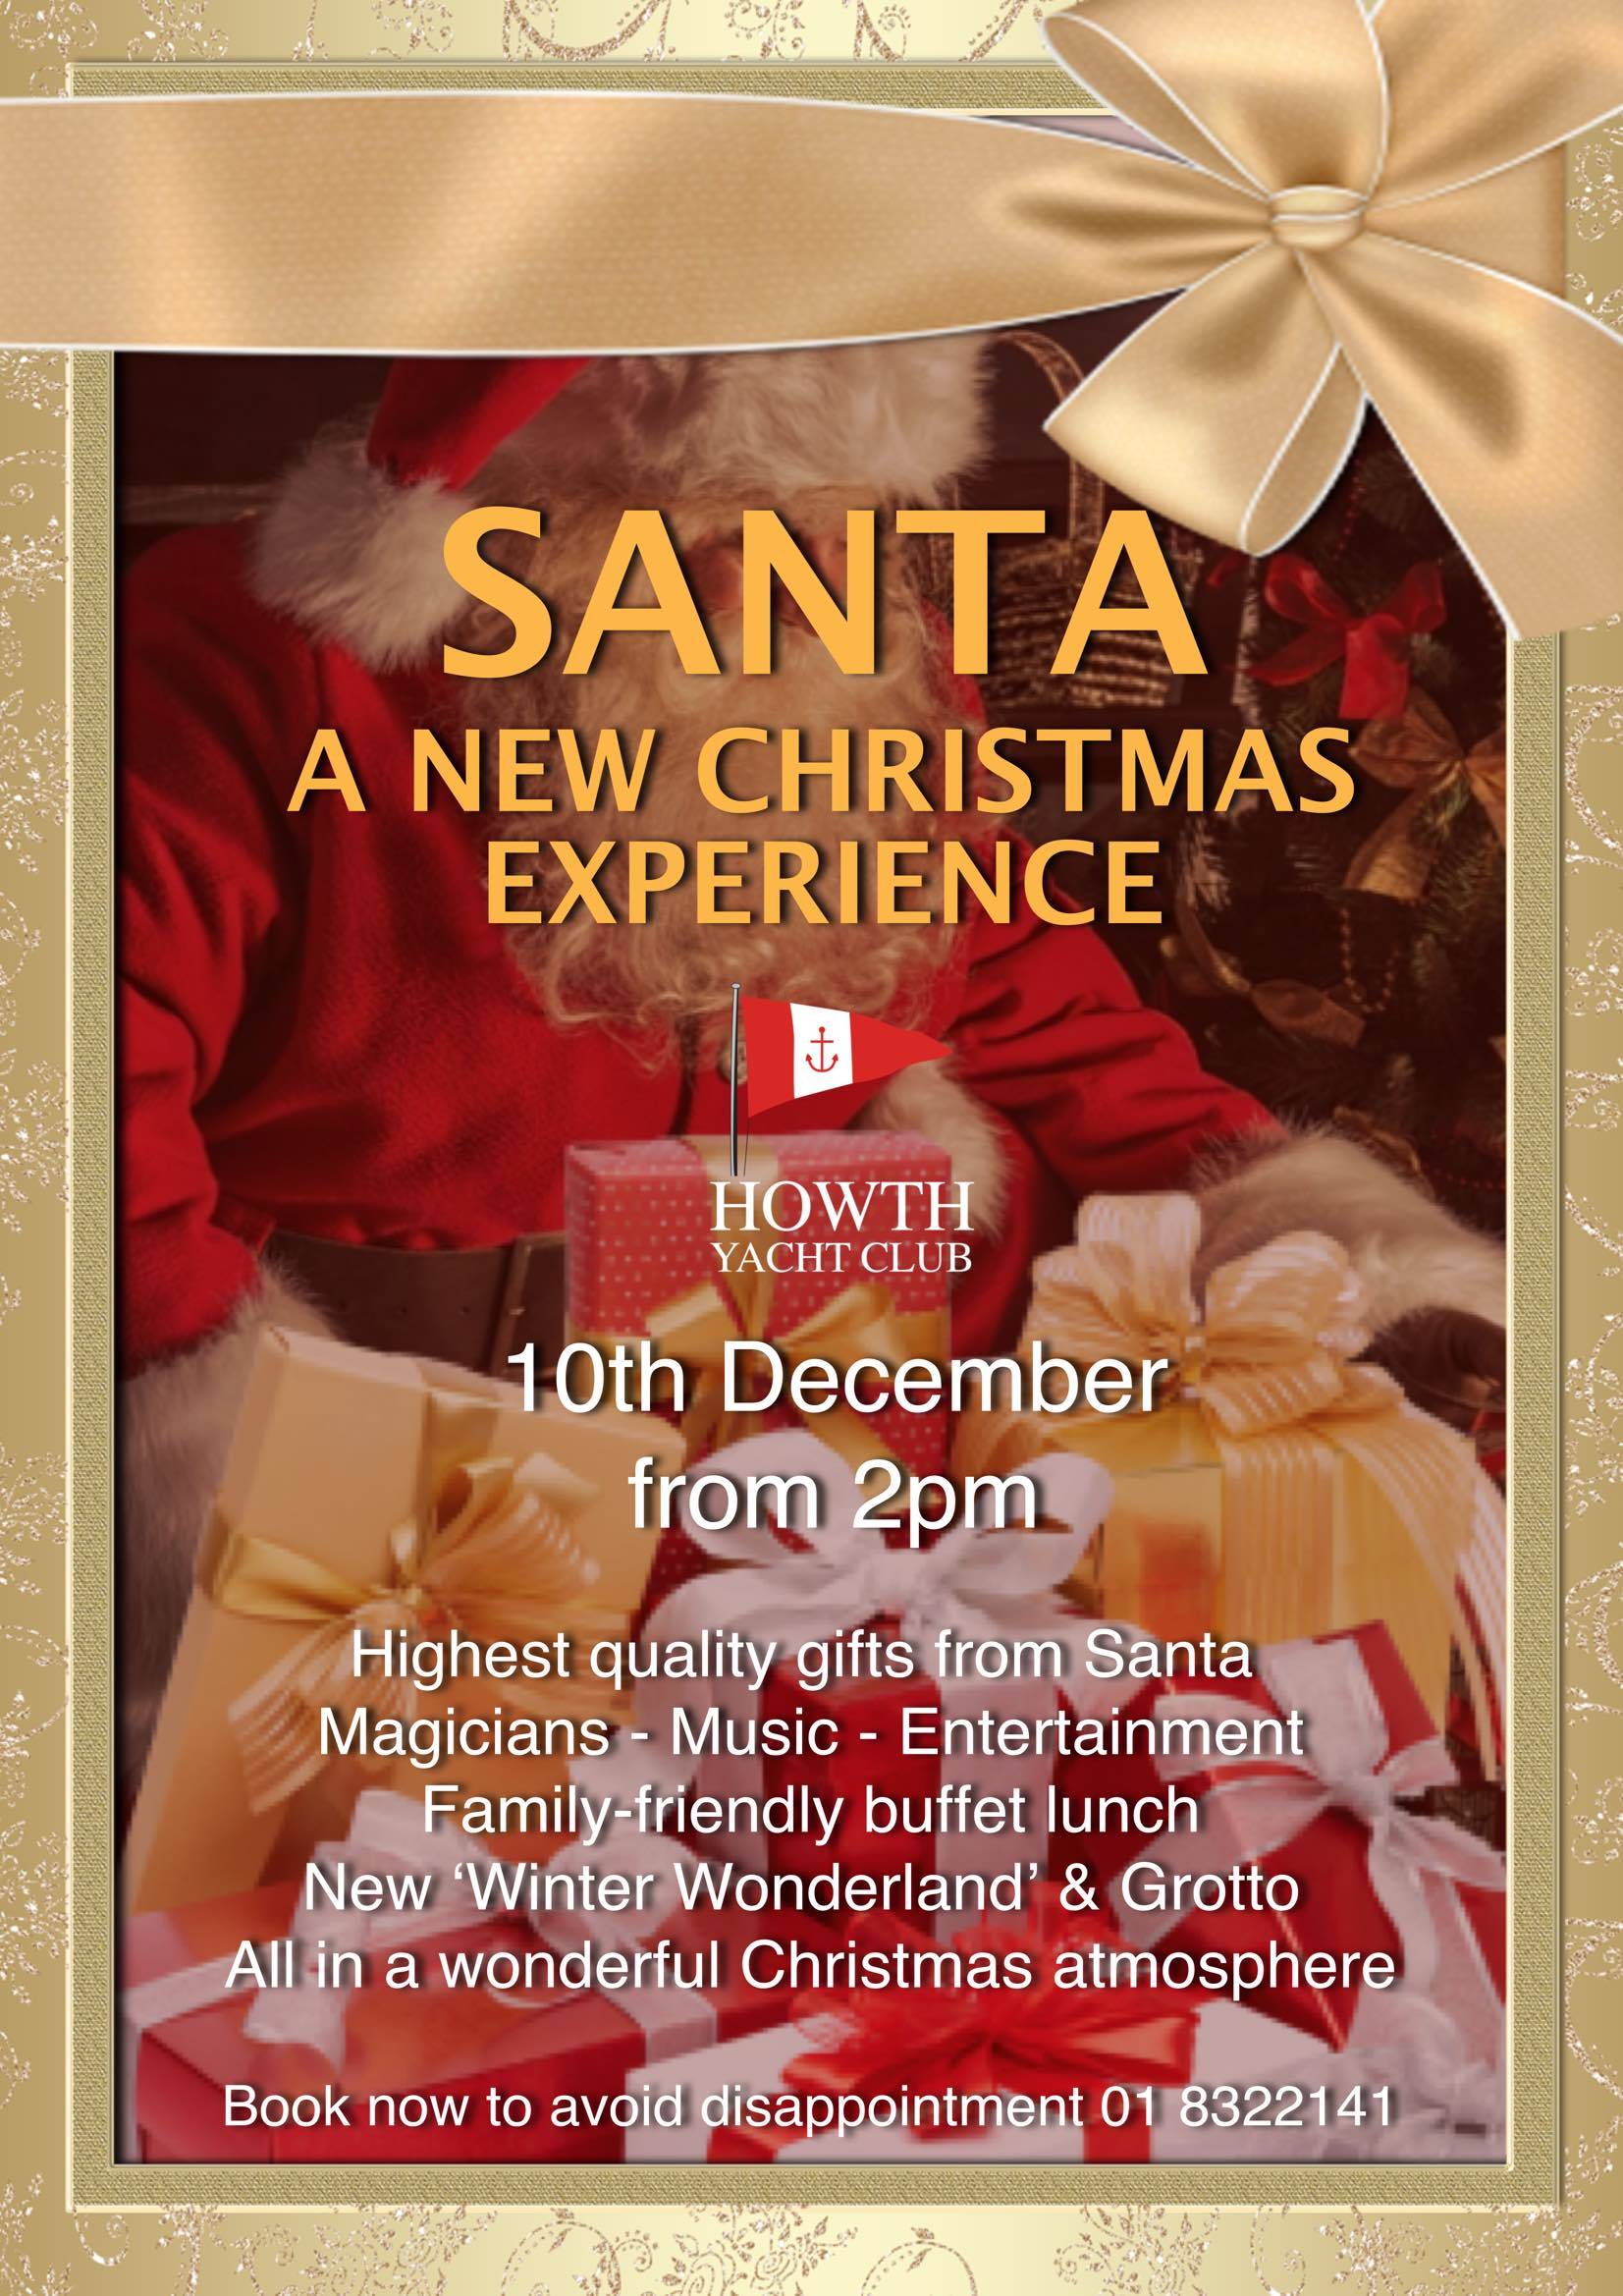 SANTA
A NEW CHRISTMAS
EXPERIENCE
HOWTH
YACHT CLUB
10th December
from 2pm
Highest quality gifts from Santa
Magicians - Music - Entertainment
Family-friendly buffet lunch
New ‘Winter Wonderland’ & Grotto
All in a wonderful Christmas atmosphere
Book now to avoid disappointment 01 8322141